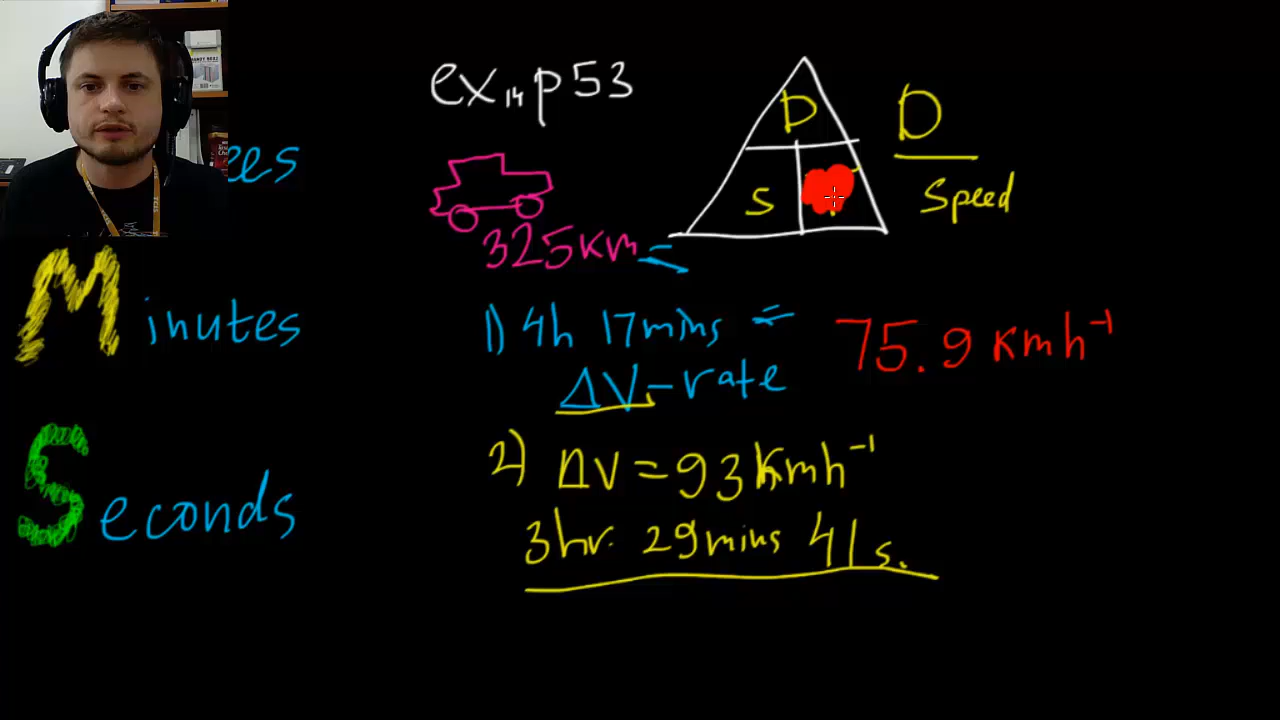 ees
Minutes
Seconds
ex 14 p53
D
S
D
Speed
325km =
1) 4h 17mins = 75.9 Kmh⁻¹
ΔV-rate
2) ΔV = 93Kmh⁻¹
3hr. 29mins 41s.